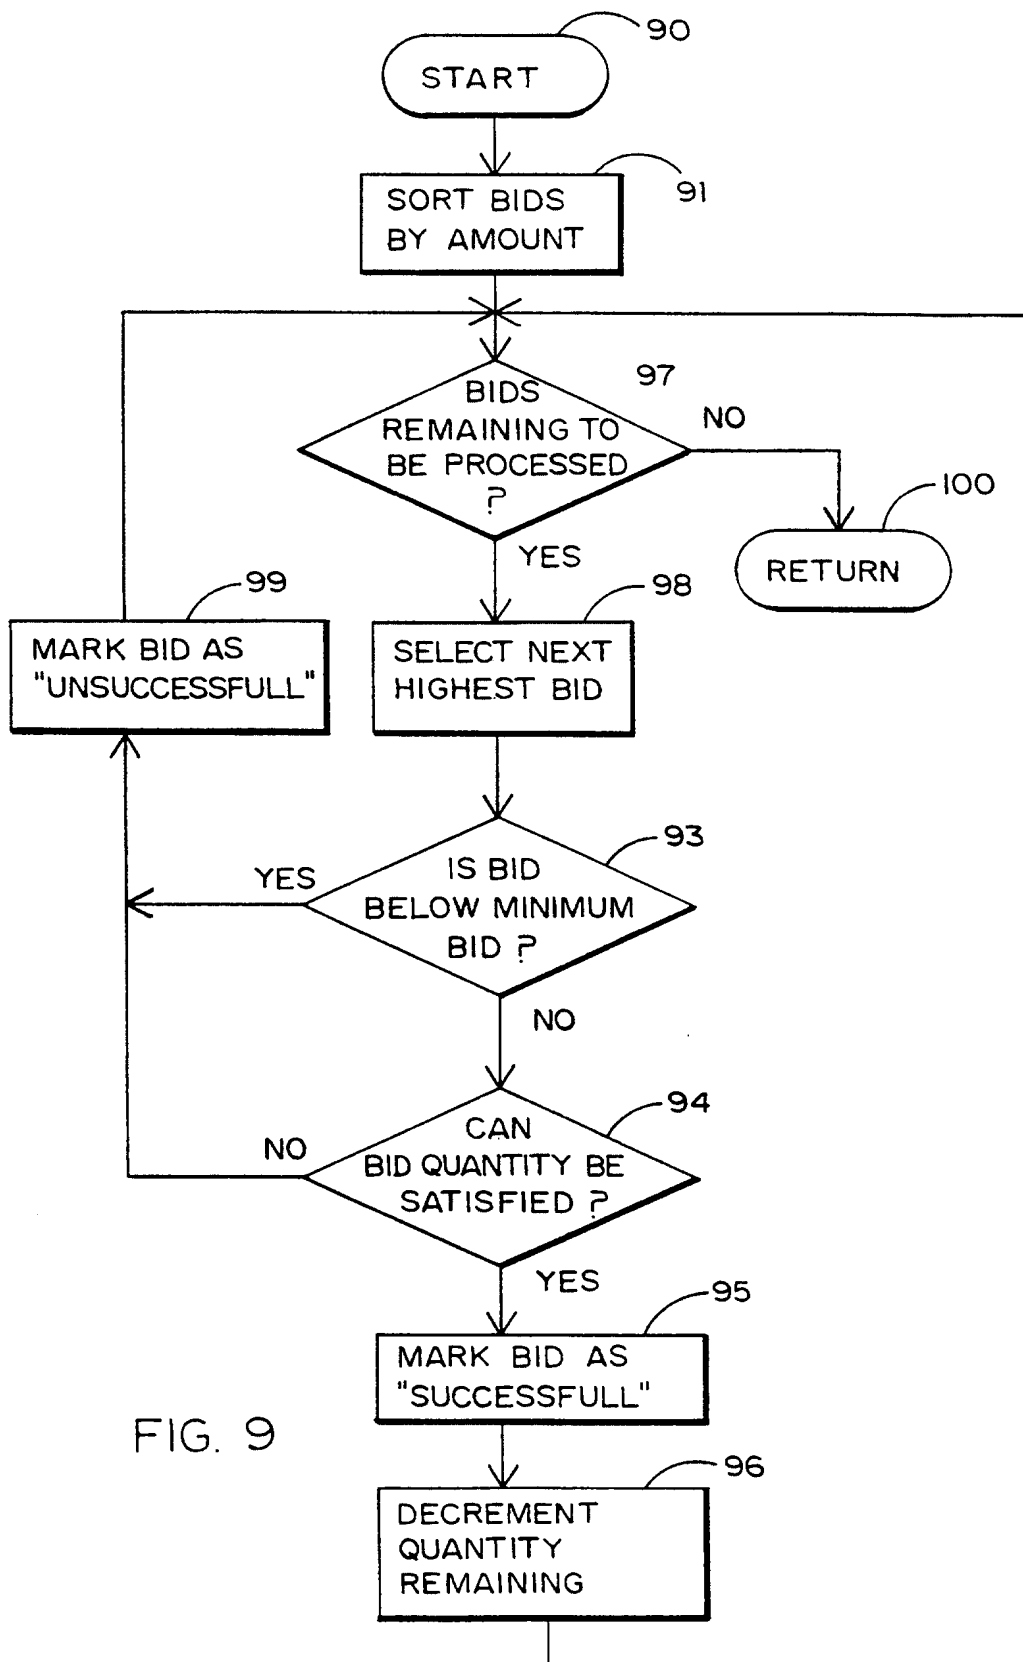 90
START
91
SORT BIDS
BY AMOUNT
97
BIDS
REMAINING TO
BE PROCESSED
?
NO
100
RETURN
YES
99
MARK BID AS
"UNSUCCESSFULL"
98
SELECT NEXT
HIGHEST BID
93
IS BID
BELOW MINIMUM
BID ?
YES
NO
94
CAN
BID QUANTITY BE
SATISFIED ?
NO
YES
95
MARK BID AS
"SUCCESSFULL"
FIG. 9
96
DECREMENT
QUANTITY
REMAINING